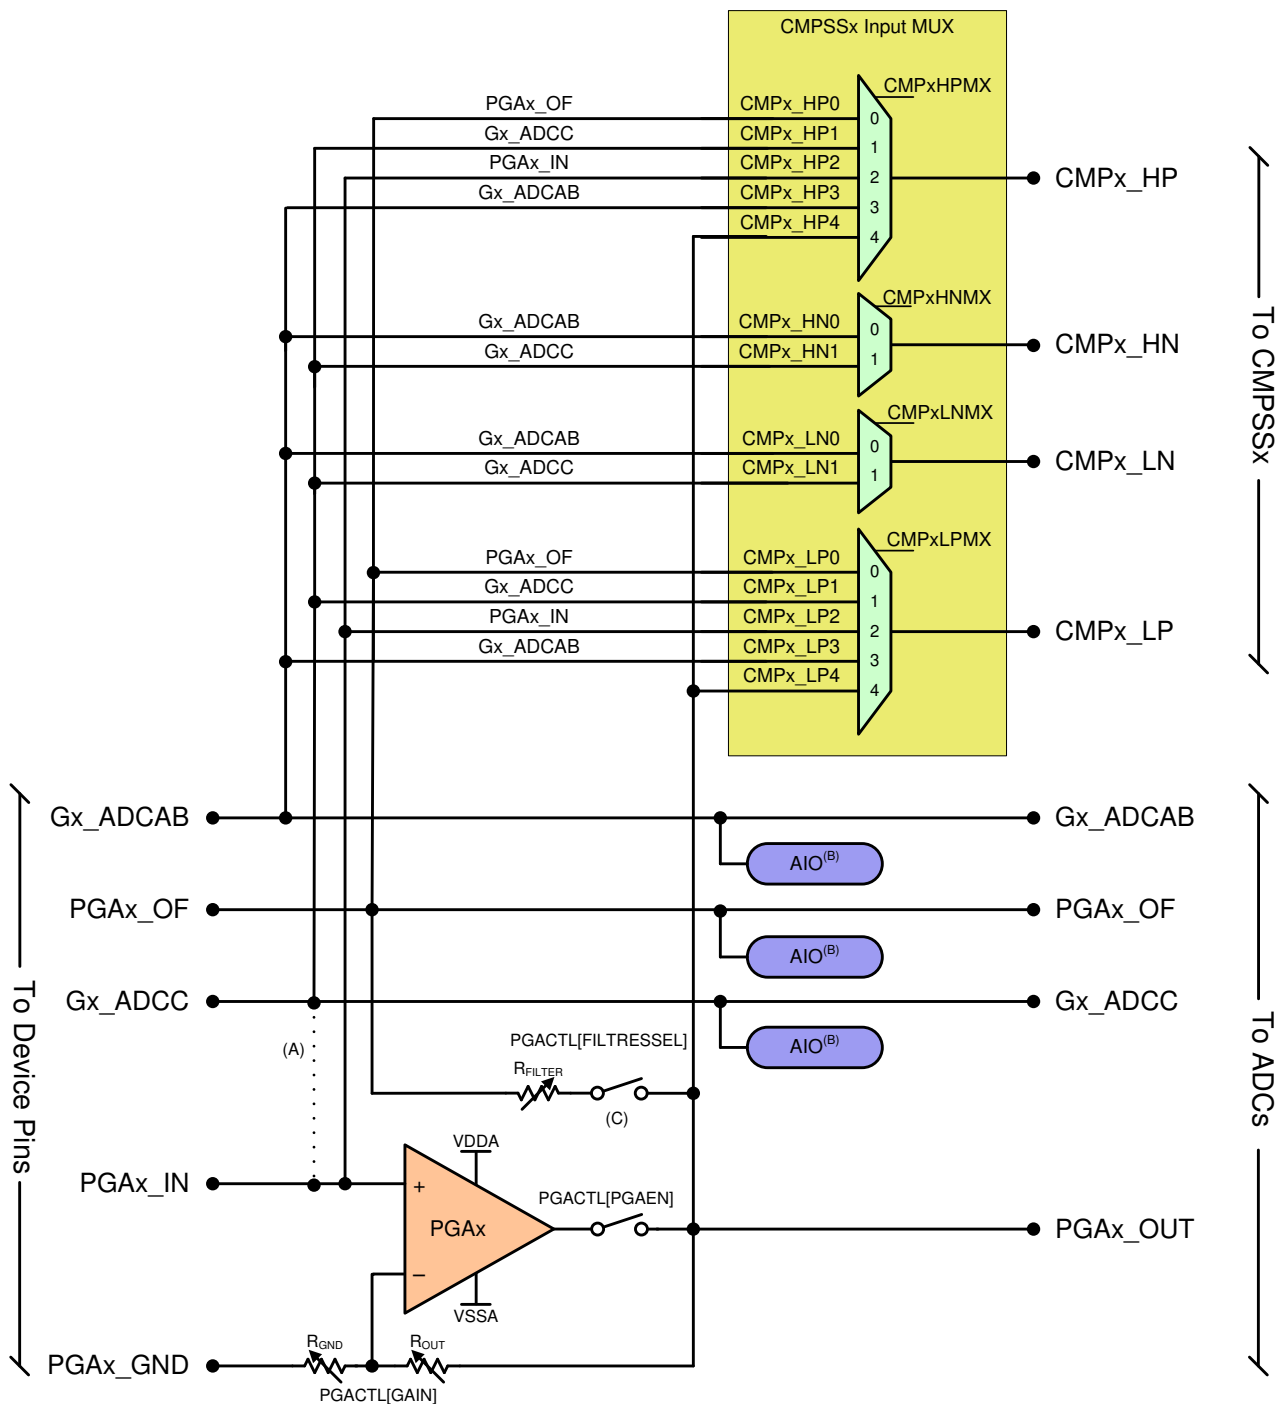 CMPSSx Input MUX
CMPxHPMX
PGAx_OF CMPx_HP0 0
Gx_ADCC CMPx_HP1 1
PGAx_IN CMPx_HP2 2 CMPx_HP
Gx_ADCAB CMPx_HP3 3
CMPx_HP4 4
CMPxHNMX
Gx_ADCAB CMPx_HN0 0
Gx_ADCC CMPx_HN1 1 CMPx_HN
CMPxLNMX
Gx_ADCAB CMPx_LN0 0
Gx_ADCC CMPx_LN1 1 CMPx_LN
CMPxLPMX
PGAx_OF CMPx_LP0 0
Gx_ADCC CMPx_LP1 1
PGAx_IN CMPx_LP2 2 CMPx_LP
Gx_ADCAB CMPx_LP3 3
CMPx_LP4 4
To CMPSSx
Gx_ADCAB Gx_ADCAB
AIO(B)
PGAx_OF PGAx_OF
AIO(B)
Gx_ADCC Gx_ADCC
AIO(B)
(A)
PGACTL[FILTRESSEL]
RFILTER
(C)
To Device Pins
To ADCs
VDDA
PGAx_IN +
PGACTL[PGAEN]
PGAx PGAx_OUT
–
VSSA
RGND ROUT
PGAx_GND
PGACTL[GAIN]